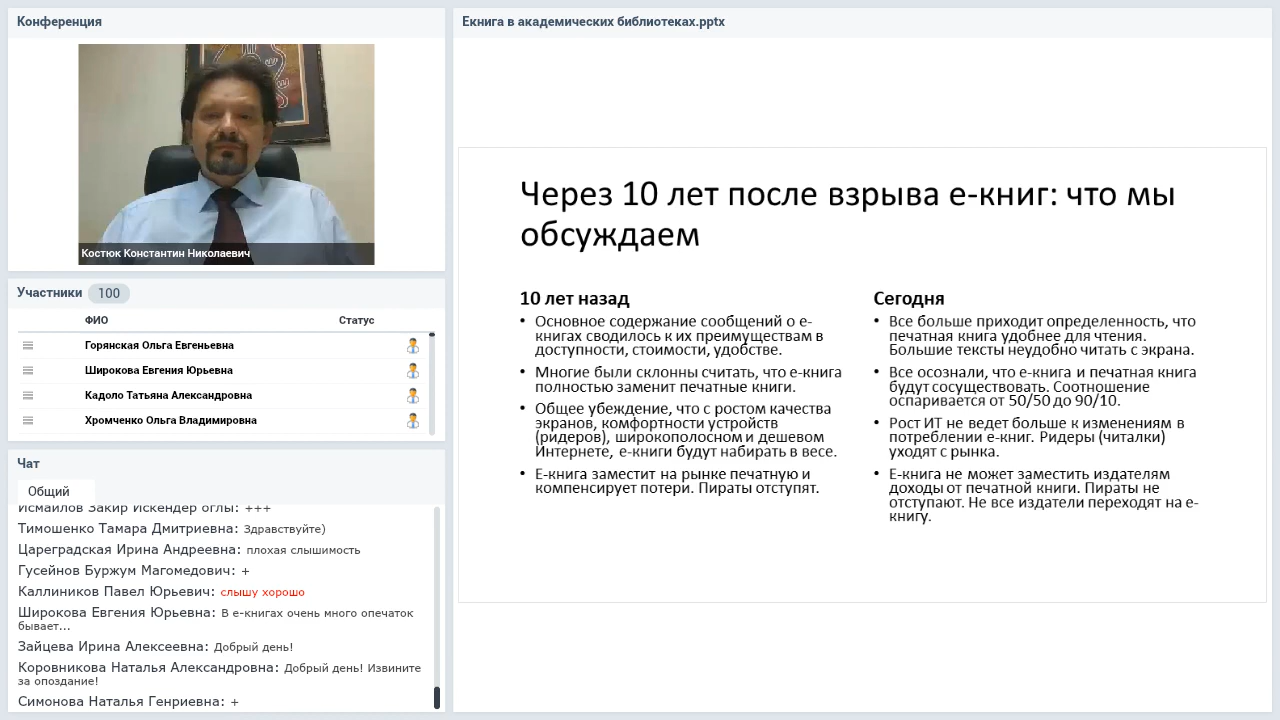 Конференция
Костюк Константин Николаевич
Участники 100
ФИО Статус
Горянская Ольга Евгеньевна
Широкова Евгения Юрьевна
Кадоло Татьяна Александровна
Хромченко Ольга Владимировна
Чат
Общий
Исмаилов Закир Искендер оглы: +++
Тимошенко Тамара Дмитриевна: Здравствуйте)
Цареградская Ирина Андреевна: плохая слышимость
Гусейнов Буржум Магомедович: +
Каллиников Павел Юрьевич: слышу хорошо
Широкова Евгения Юрьевна: В е-книгах очень много опечаток
бывает...
Зайцева Ирина Алексеевна: Добрый день!
Коровникова Наталья Александровна: Добрый день! Извините
за опоздание!
Симонова Наталья Генриевна: +
Екнига в академических библиотеках.pptx
Через 10 лет после взрыва е-книг: что мы
обсуждаем
10 лет назад
• Основное содержание сообщений о е-
книгах сводилось к их преимуществам в
доступности, стоимости, удобстве.
• Многие были склонны считать, что е-книга
полностью заменит печатные книги.
• Общее убеждение, что с ростом качества
экранов, комфортности устройств
(ридеров), широкополосном и дешевом
Интернете, е-книги будут набирать в весе.
• Е-книга заместит на рынке печатную и
компенсирует потери. Пираты отступят.
Сегодня
• Все больше приходит определенность, что
печатная книга удобнее для чтения.
Большие тексты неудобно читать с экрана.
• Все осознали, что е-книга и печатная книга
будут сосуществовать. Соотношение
оспаривается от 50/50 до 90/10.
• Рост ИТ не ведет больше к изменениям в
потреблении е-книг. Ридеры (читалки)
уходят с рынка.
• Е-книга не может заместить издателям
доходы от печатной книги. Пираты не
отступают. Не все издатели переходят на е-
книгу.